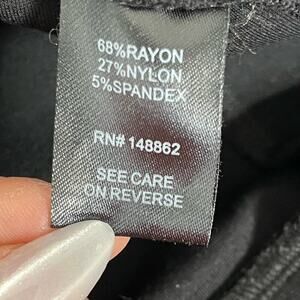 68%RAYON
27%NYLON
5%SPANDEX
RN# 148862
SEE CARE
ON REVERSE